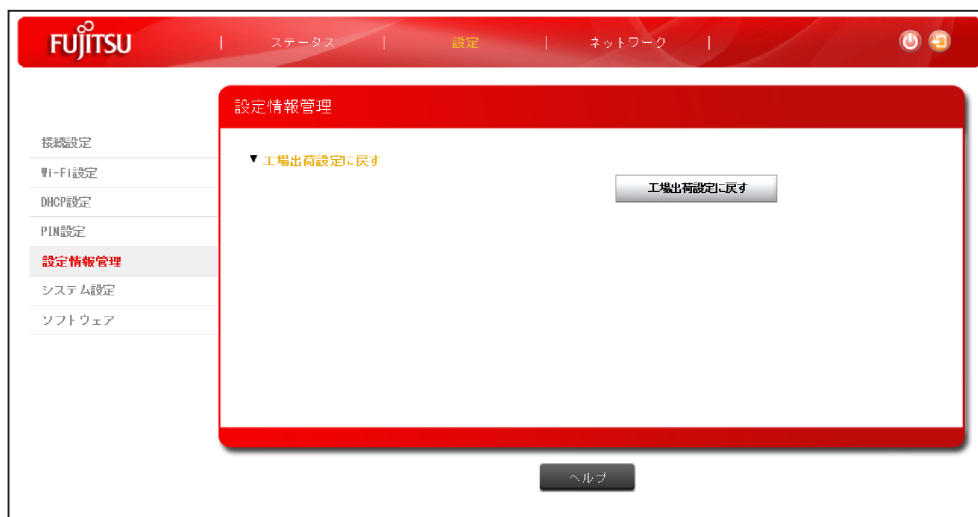 FUJITSU ステータス 設定 ネットワーク
設定情報管理
接続設定
Wi-Fi設定
DHCP設定
PIN設定
設定情報管理
システム設定
ソフトウェア
▼ 工場出荷設定に戻す
工場出荷設定に戻す
ヘルプ